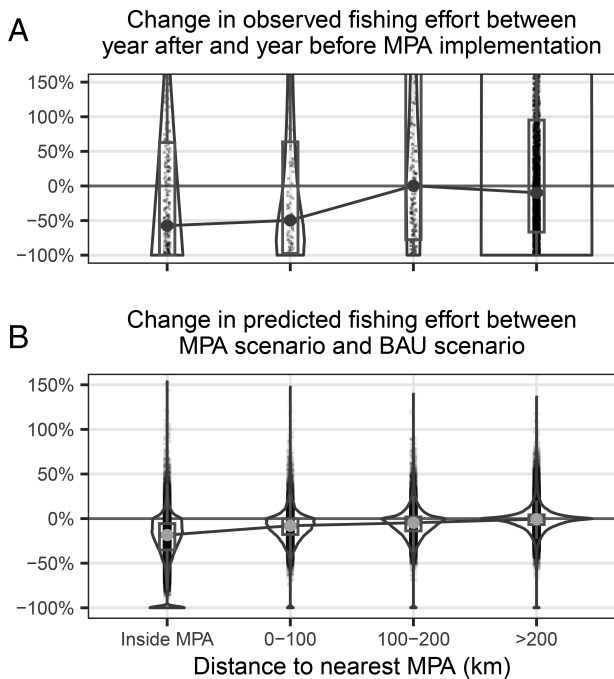 A
Change in observed fishing effort between
year after and year before MPA implementation
150%
100%
50%
0%
−50%
−100%
B
Change in predicted fishing effort between
MPA scenario and BAU scenario
150%
100%
50%
0%
−50%
−100%
Inside MPA 0−100 100−200 >200
Distance to nearest MPA (km)